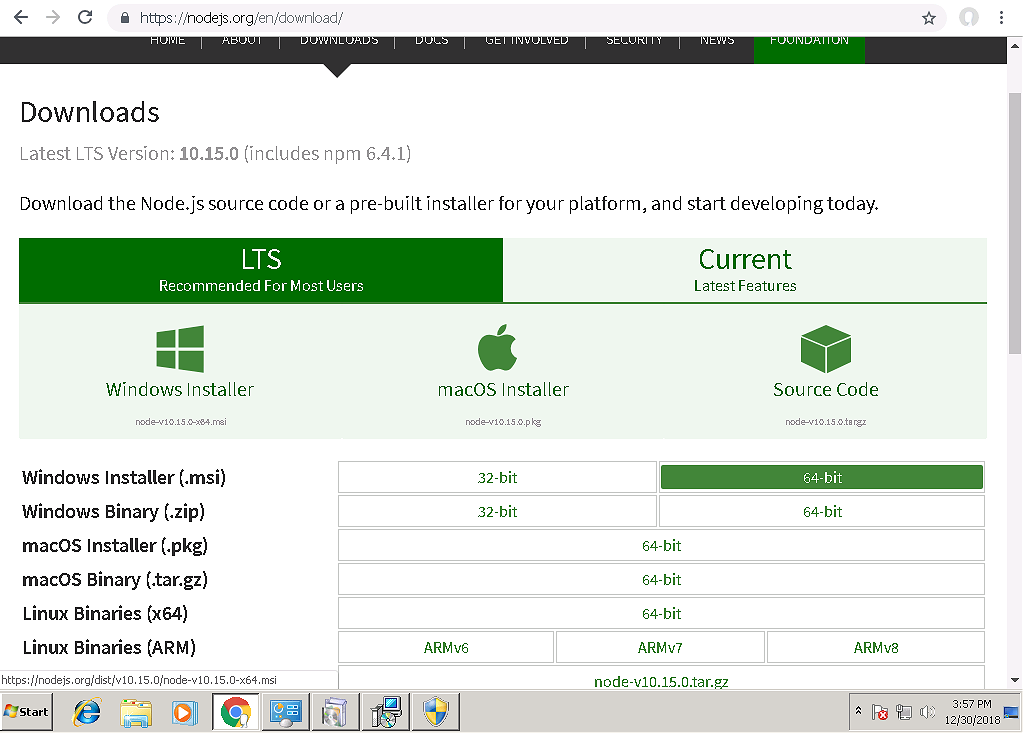 https://nodejs.org/en/download/
HOME ABOUT DOWNLOADS DOCS GET INVOLVED SECURITY NEWS FOUNDATION
Downloads
Latest LTS Version: 10.15.0 (includes npm 6.4.1)
Download the Node.js source code or a pre-built installer for your platform, and start developing today.
LTS
Recommended For Most Users
Current
Latest Features
Windows Installer
node-v10.15.0-x64.msi
macOS Installer
node-v10.15.0.pkg
Source Code
node-v10.15.0.tar.gz
Windows Installer (.msi) 32-bit 64-bit
Windows Binary (.zip) 32-bit 64-bit
macOS Installer (.pkg) 64-bit
macOS Binary (.tar.gz) 64-bit
Linux Binaries (x64) 64-bit
Linux Binaries (ARM) ARMv6 ARMv7 ARMv8
node-v10.15.0.tar.gz
https://nodejs.org/dist/v10.15.0/node-v10.15.0-x64.msi
Start
3:57 PM
12/30/2018